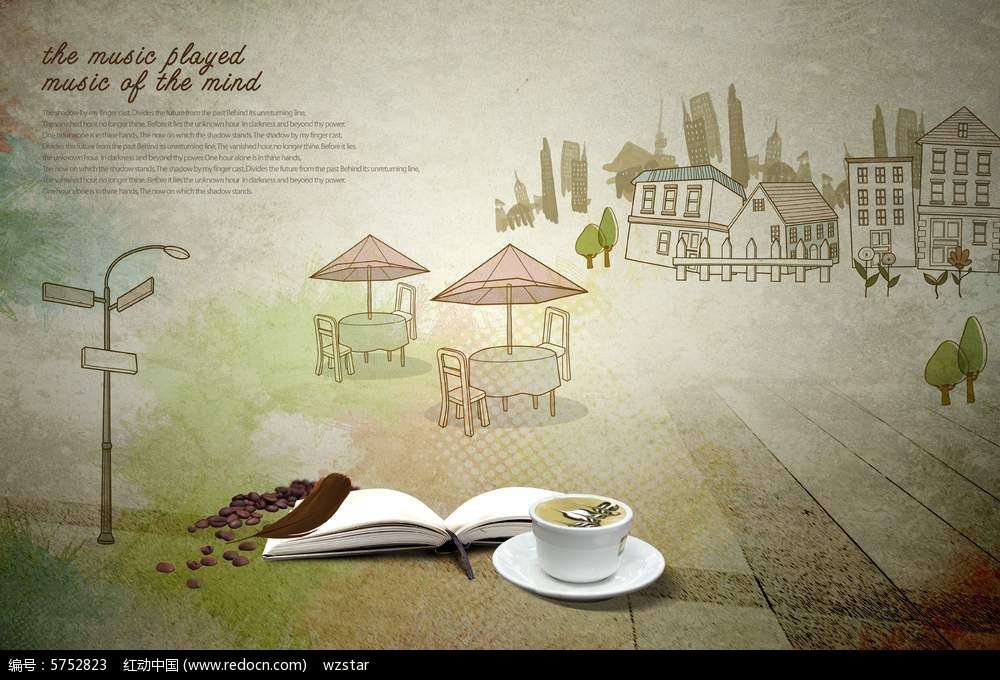 the music played
music of the mind
The shadow by my finger cast, Divides the future from the past Behind its unreturning line,
The vanished hour, no longer thine. Before it lies the unknown hour In darkness and beyond thy power.
One hour alone is in thine hands, The now on which the shadow stands. The shadow by my finger cast,
Divides the future from the past Behind its unreturning line, The vanished hour, no longer thine. Before it lies
the unknown hour In darkness and beyond thy power. One hour alone is in thine hands,
The now on which the shadow stands. The shadow by my finger cast, Divides the future from the past Behind its unreturning line,
The vanished hour, no longer thine. Before it lies the unknown hour In darkness and beyond thy power.
One hour alone is in thine hands, The now on which the shadow stands.
编号：5752823 红动中国 (www.redocn.com) wzstar